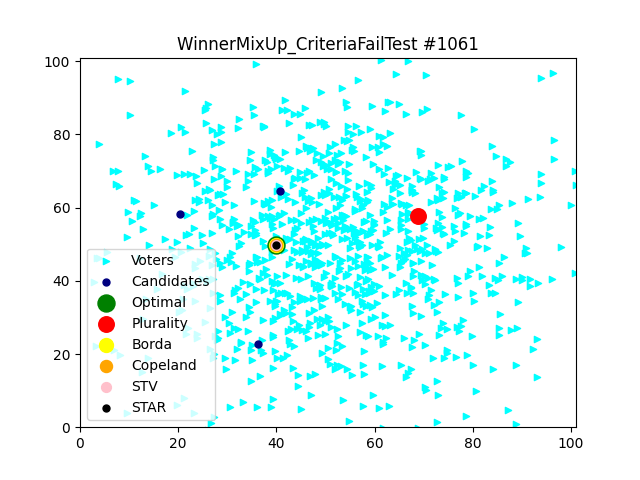 WinnerMixUp_CriteriaFailTest #1061
100
80
60
40
20
0
Voters
Candidates
Optimal
Plurality
Borda
Copeland
STV
STAR
0 20 40 60 80 100